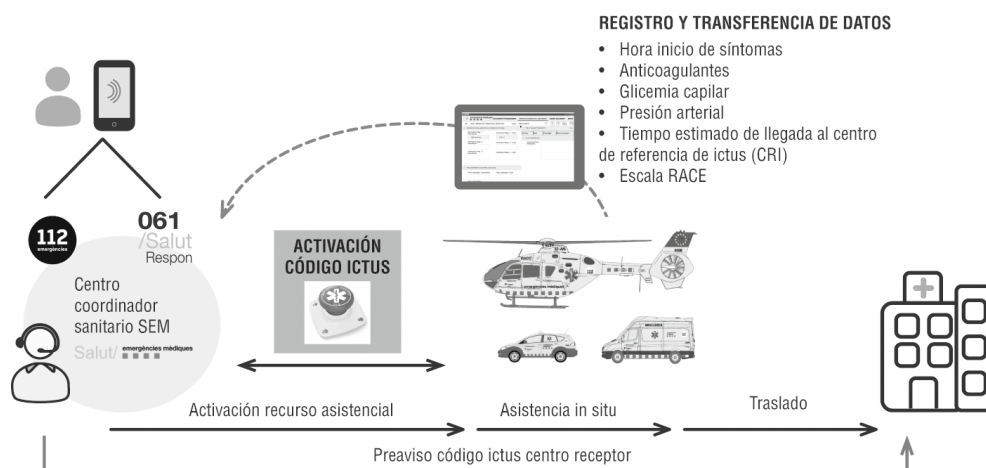 REGISTRO Y TRANSFERENCIA DE DATOS
• Hora inicio de síntomas
• Anticoagulantes
• Glicemia capilar
• Presión arterial
• Tiempo estimado de llegada al centro
de referencia de ictus (CRI)
• Escala RACE
112
emergències
061
/Salut
Respon
Centro
coordinador
sanitario SEM
Salut/ emergències mèdiques
ACTIVACIÓN
CÓDIGO ICTUS
emergències mèdiques
Activación recurso asistencial
Asistencia in situ
Traslado
Preaviso código ictus centro receptor